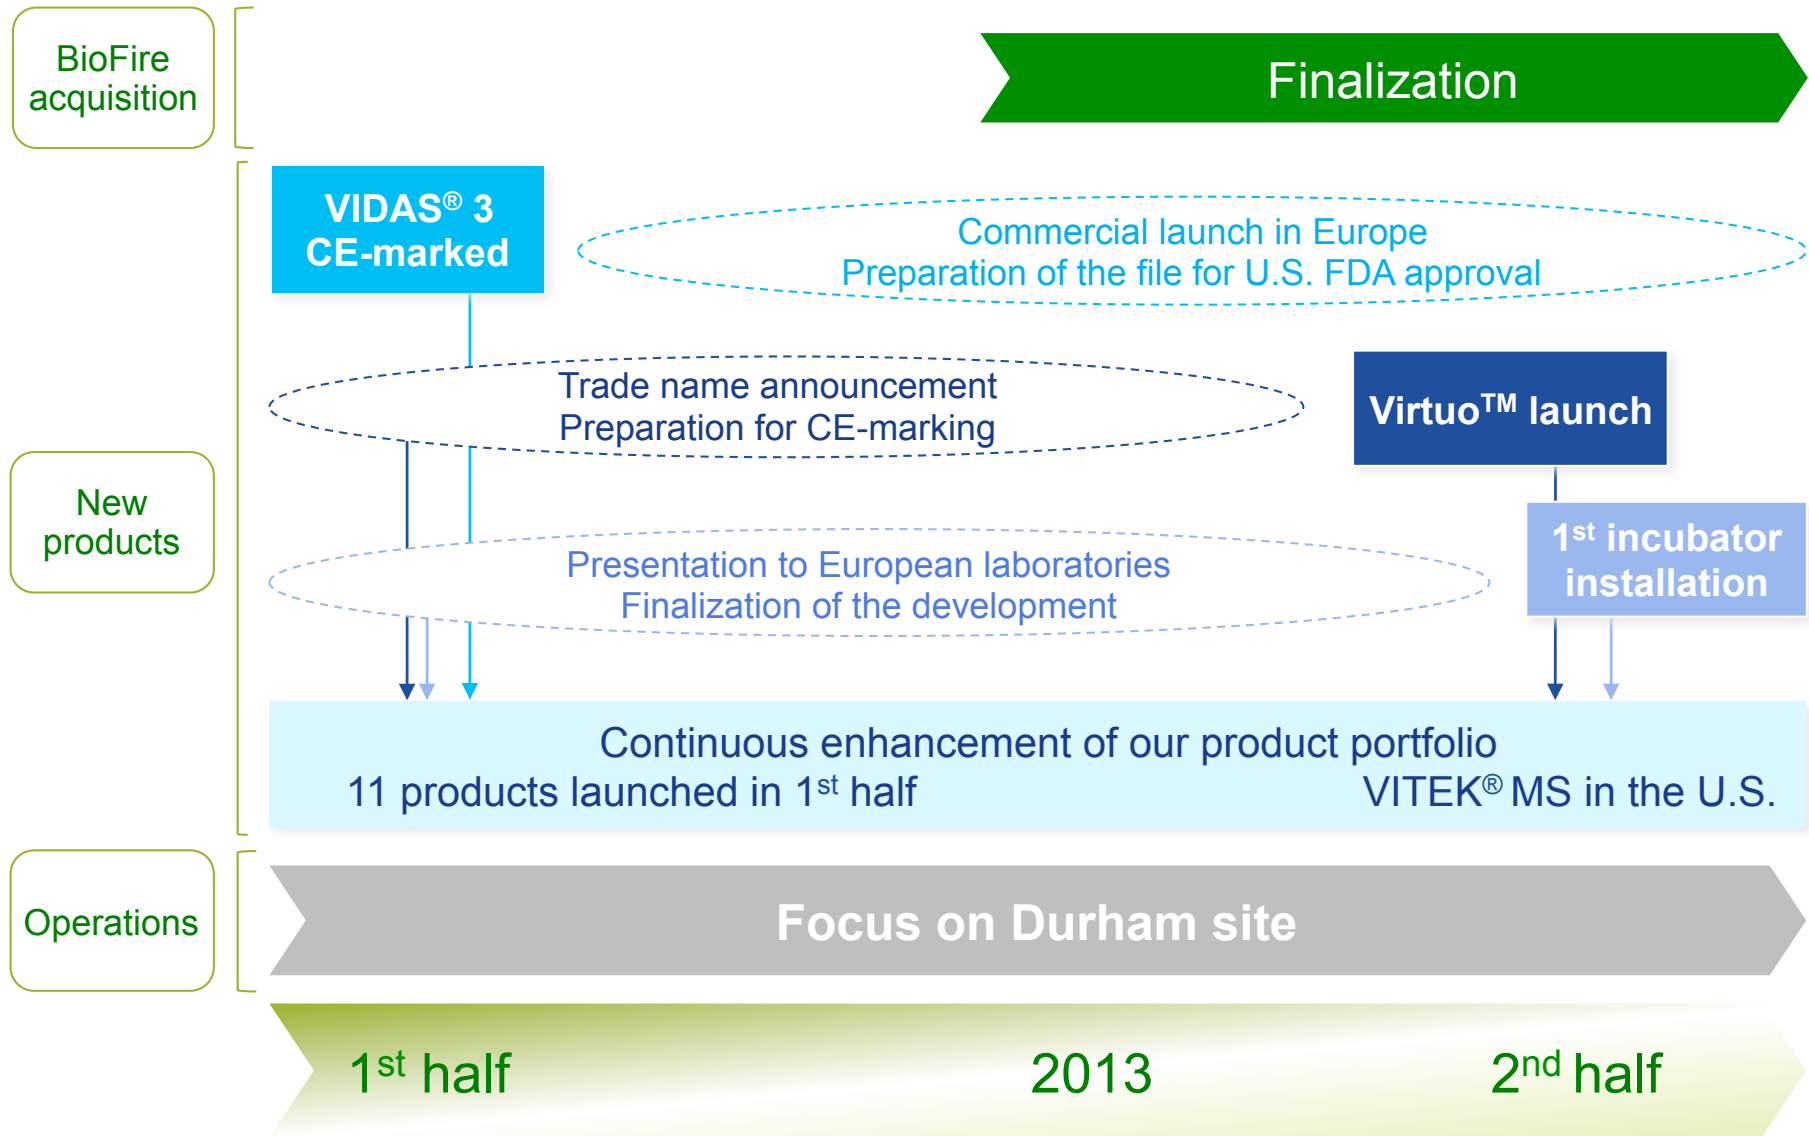 BioFire
acquisition
Finalization
VIDAS® 3
CE-marked
Commercial launch in Europe
Preparation of the file for U.S. FDA approval
Trade name announcement
Preparation for CE-marking
Virtuo™ launch
New
products
Presentation to European laboratories
Finalization of the development
1st incubator
installation
Continuous enhancement of our product portfolio
11 products launched in 1st half VITEK® MS in the U.S.
Operations
Focus on Durham site
1st half 2013 2nd half